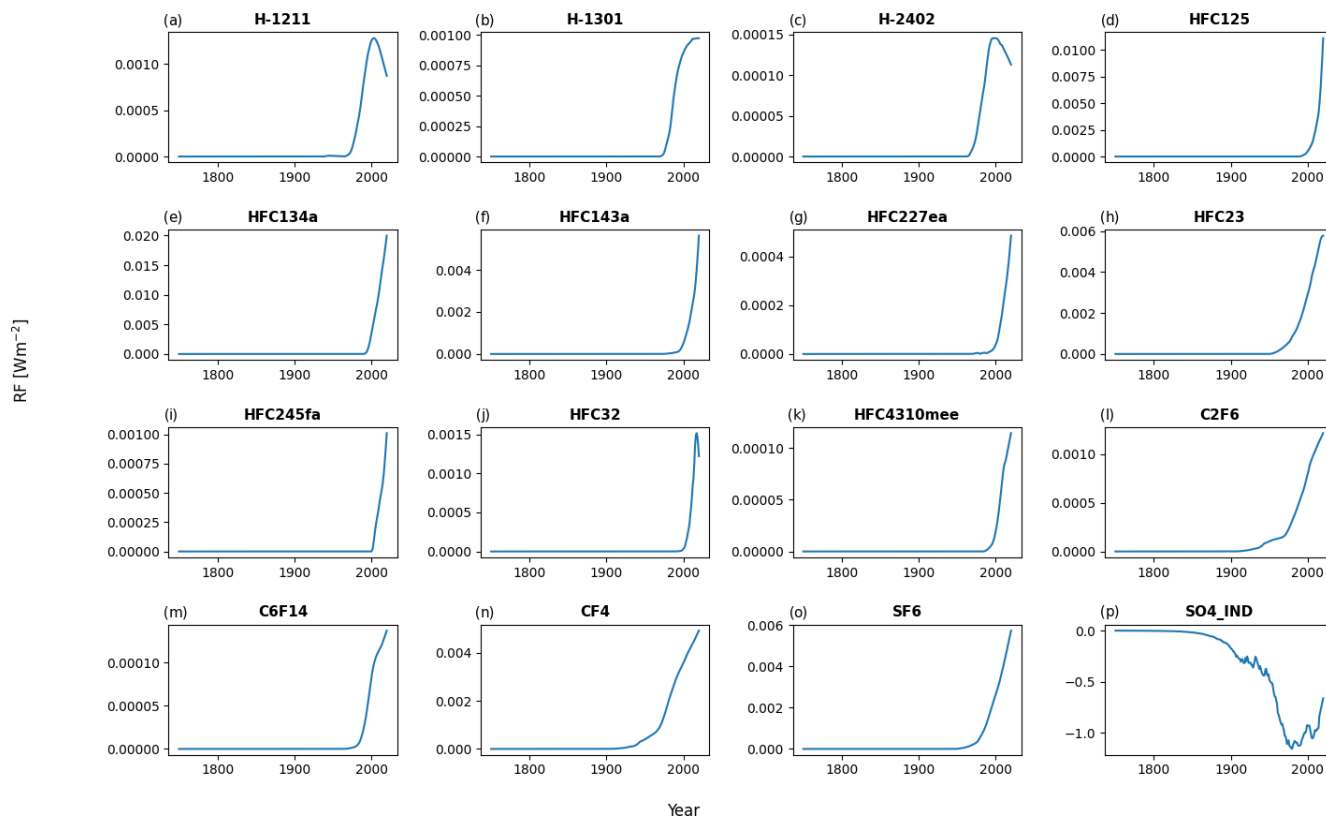 (a) H-1211
0.0010
0.0005
0.0000
1800 1900 2000
(b) H-1301
0.00100
0.00075
0.00050
0.00025
0.00000
1800 1900 2000
(c) H-2402
0.00015
0.00010
0.00005
0.00000
1800 1900 2000
(d) HFC125
0.0100
0.0075
0.0050
0.0025
0.0000
1800 1900 2000
(e) HFC134a
0.020
0.015
0.010
0.005
0.000
1800 1900 2000
(f) HFC143a
0.004
0.002
0.000
1800 1900 2000
(g) HFC227ea
0.0004
0.0002
0.0000
1800 1900 2000
(h) HFC23
0.006
0.004
0.002
0.000
1800 1900 2000
RF [Wm⁻²]
(i) HFC245fa
0.00100
0.00075
0.00050
0.00025
0.00000
1800 1900 2000
(j) HFC32
0.0015
0.0010
0.0005
0.0000
1800 1900 2000
(k) HFC4310mee
0.00010
0.00005
0.00000
1800 1900 2000
(l) C2F6
0.0010
0.0005
0.0000
1800 1900 2000
(m) C6F14
0.00010
0.00005
0.00000
1800 1900 2000
(n) CF4
0.004
0.002
0.000
1800 1900 2000
(o) SF6
0.006
0.004
0.002
0.000
1800 1900 2000
(p) SO4_IND
0.0
−0.5
−1.0
1800 1900 2000
Year